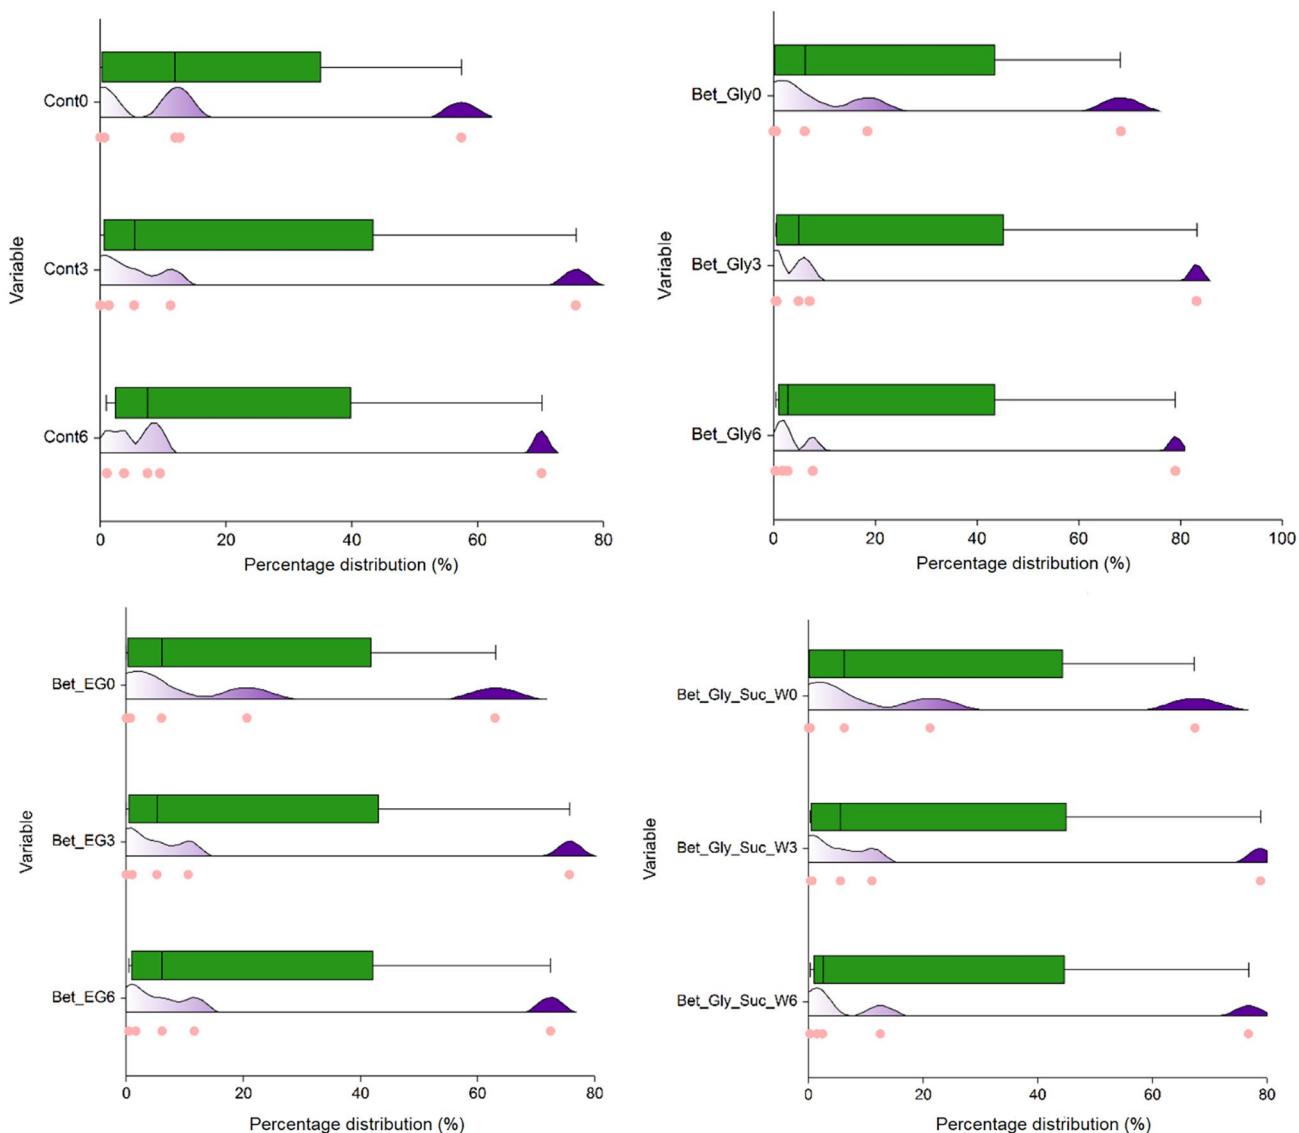 Variable
Cont0
Cont3
Cont6
0 20 40 60 80
Percentage distribution (%)
Variable
Bet_Gly0
Bet_Gly3
Bet_Gly6
0 20 40 60 80 100
Percentage distribution (%)
Variable
Bet_EG0
Bet_EG3
Bet_EG6
0 20 40 60 80
Percentage distribution (%)
Variable
Bet_Gly_Suc_W0
Bet_Gly_Suc_W3
Bet_Gly_Suc_W6
0 20 40 60 80
Percentage distribution (%)